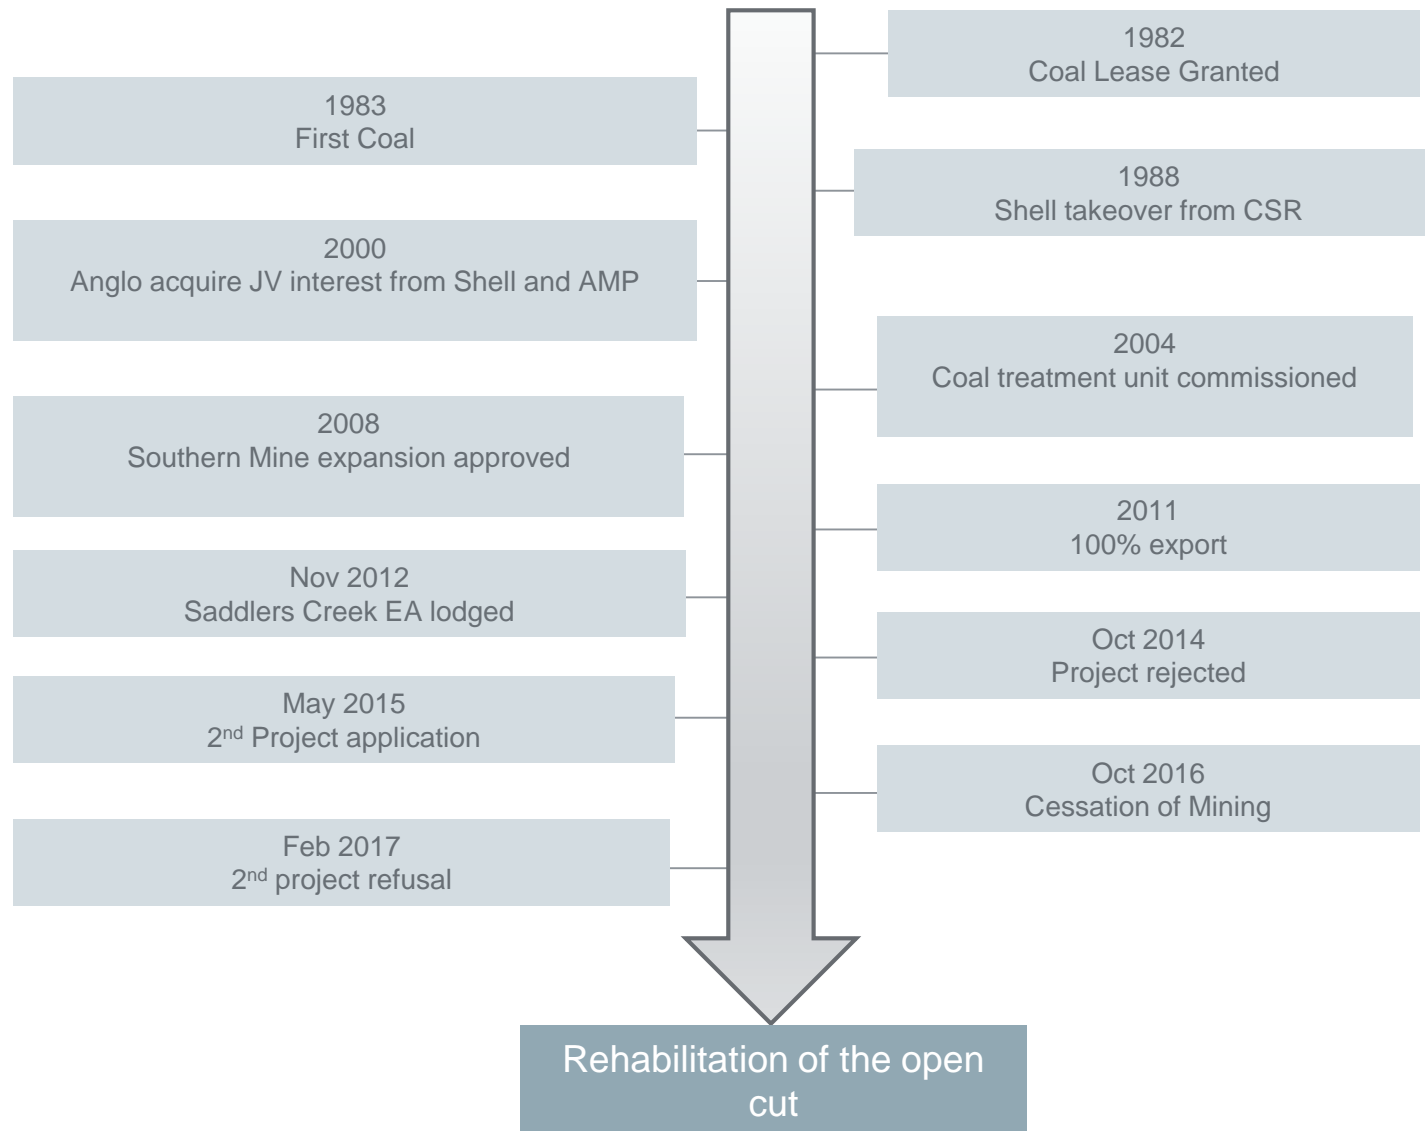 1982
Coal Lease Granted
1983
First Coal
1988
Shell takeover from CSR
2000
Anglo acquire JV interest from Shell and AMP
2004
Coal treatment unit commissioned
2008
Southern Mine expansion approved
2011
100% export
Nov 2012
Saddlers Creek EA lodged
Oct 2014
Project rejected
May 2015
2nd Project application
Oct 2016
Cessation of Mining
Feb 2017
2nd project refusal
Rehabilitation of the open
cut